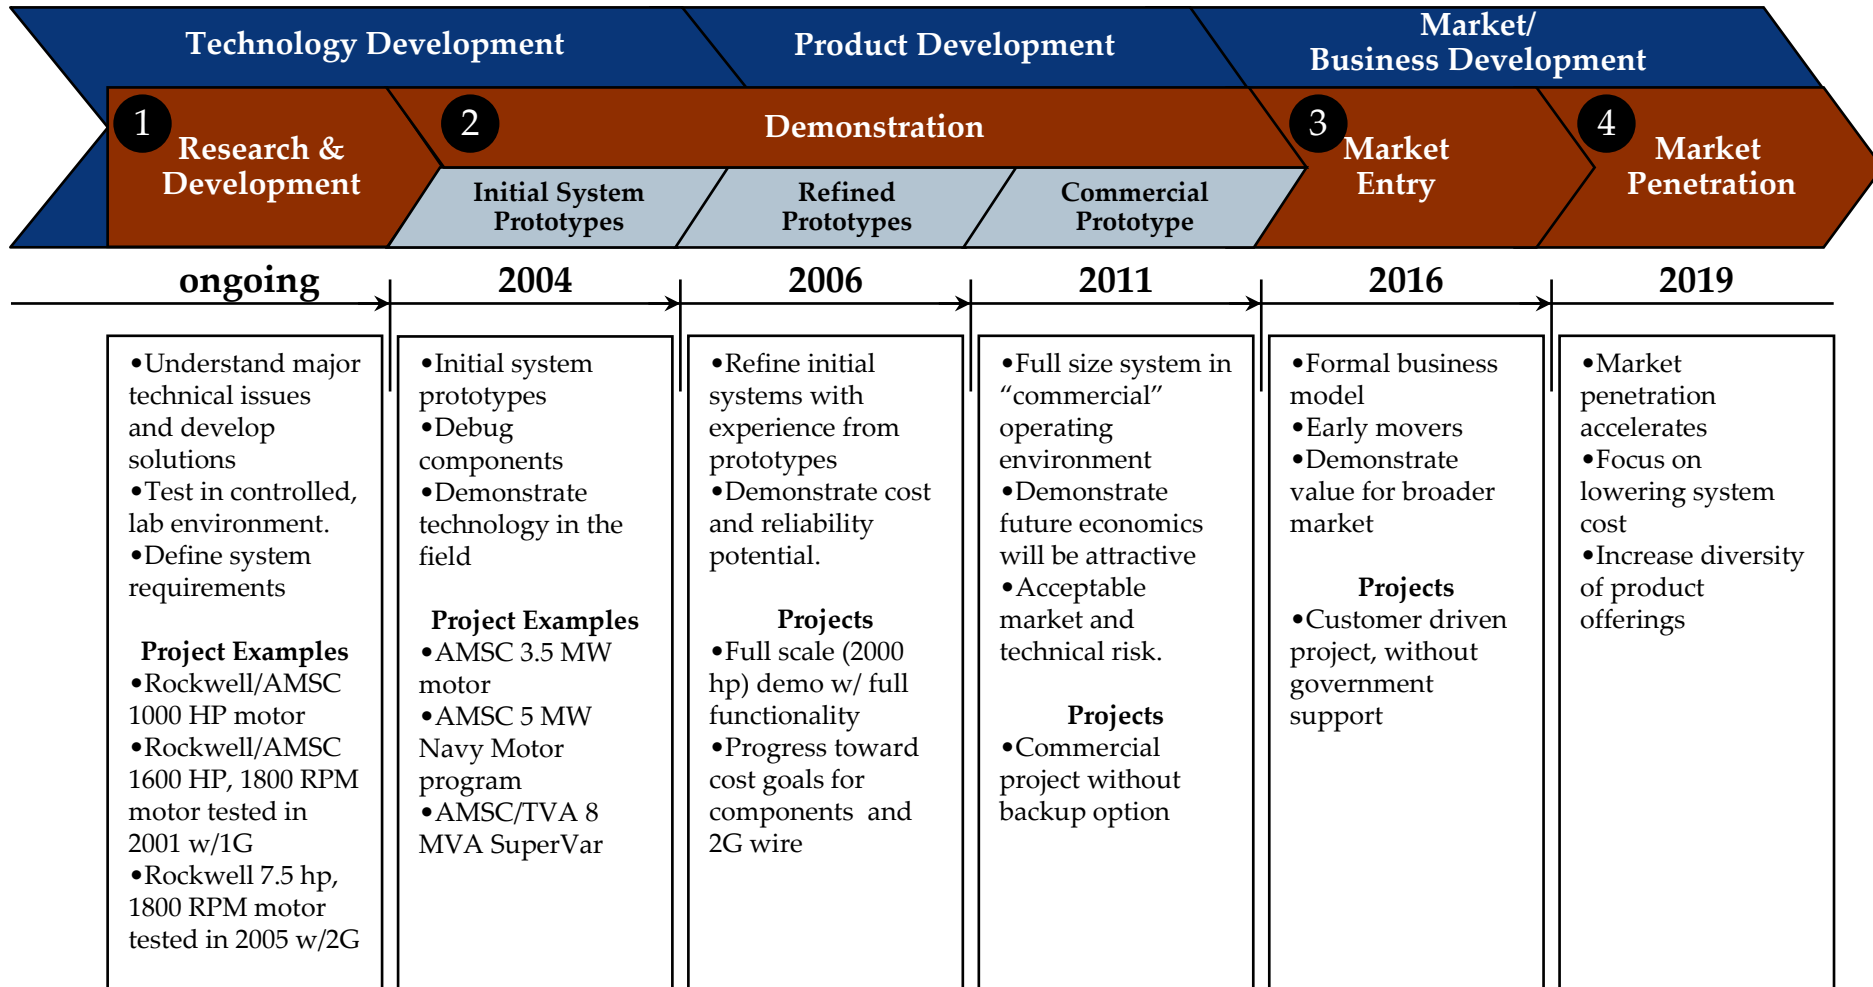 Technology Development
Product Development
Market/
Business Development
1
Research &
Development
2
Demonstration
Initial System
Prototypes
Refined
Prototypes
Commercial
Prototype
3
Market
Entry
4
Market
Penetration
ongoing
2004
2006
2011
2016
2019
•Understand major
technical issues
and develop
solutions
•Test in controlled,
lab environment.
•Define system
requirements
Project Examples
•Rockwell/AMSC
1000 HP motor
•Rockwell/AMSC
1600 HP, 1800 RPM
motor tested in
2001 w/1G
•Rockwell 7.5 hp,
1800 RPM motor
tested in 2005 w/2G
•Initial system
prototypes
•Debug
components
•Demonstrate
technology in the
field
Project Examples
•AMSC 3.5 MW
motor
•AMSC 5 MW
Navy Motor
program
•AMSC/TVA 8
MVA SuperVar
•Refine initial
systems with
experience from
prototypes
•Demonstrate cost
and reliability
potential.
Projects
•Full scale (2000
hp) demo w/ full
functionality
•Progress toward
cost goals for
components and
2G wire
•Full size system in
“commercial”
operating
environment
•Demonstrate
future economics
will be attractive
•Acceptable
market and
technical risk.
Projects
•Commercial
project without
backup option
•Formal business
model
•Early movers
•Demonstrate
value for broader
market
Projects
•Customer driven
project, without
government
support
•Market
penetration
accelerates
•Focus on
lowering system
cost
•Increase diversity
of product
offerings